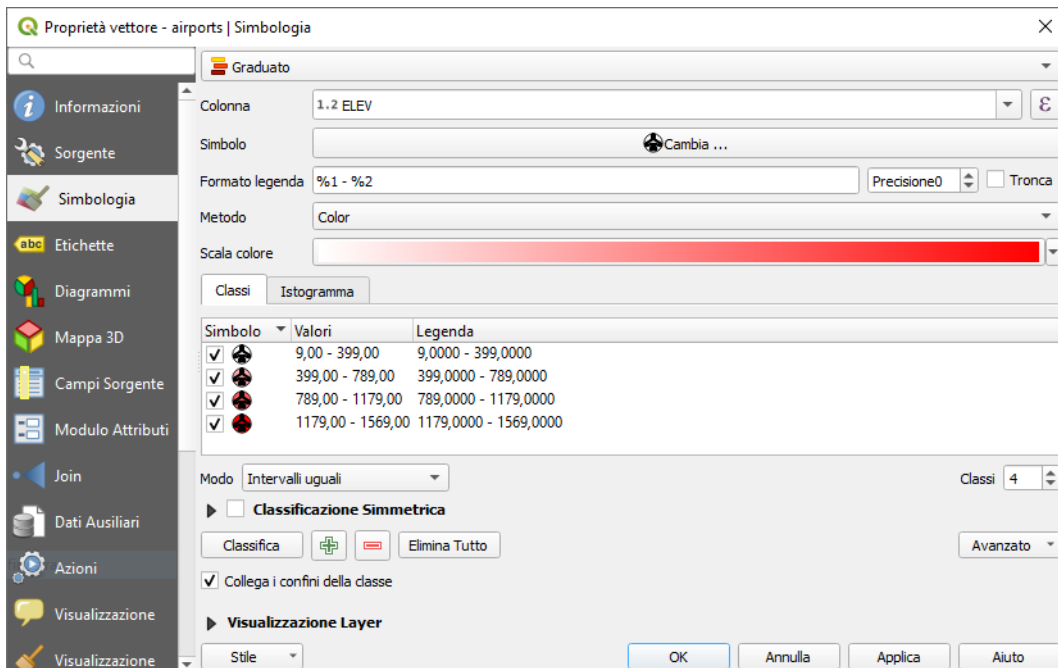 Proprietà vettore - airports | Simbologia
Graduato
Informazioni
Colonna
1.2 ELEV
ε
Sorgente
Simbolo
Cambia ...
Simbologia
Formato legenda
%1 - %2
Precisione0
Tronca
Metodo
Color
abc Etichette
Scala colore
Diagrammi
Classi
Istogramma
Mappa 3D
Simbolo Valori Legenda
9,00 - 399,00 9,0000 - 399,0000
399,00 - 789,00 399,0000 - 789,0000
Campi Sorgente
789,00 - 1179,00 789,0000 - 1179,0000
1179,00 - 1569,00 1179,0000 - 1569,0000
Modulo Attributi
Join
Modo Intervalli uguali
Classi 4
Classificazione Simmetrica
Dati Ausiliari
Classifica
Elimina Tutto
Avanzato
Azioni
Collega i confini della classe
Visualizzazione
Visualizzazione Layer
Visualizzazione
Stile
OK
Annulla
Applica
Aiuto